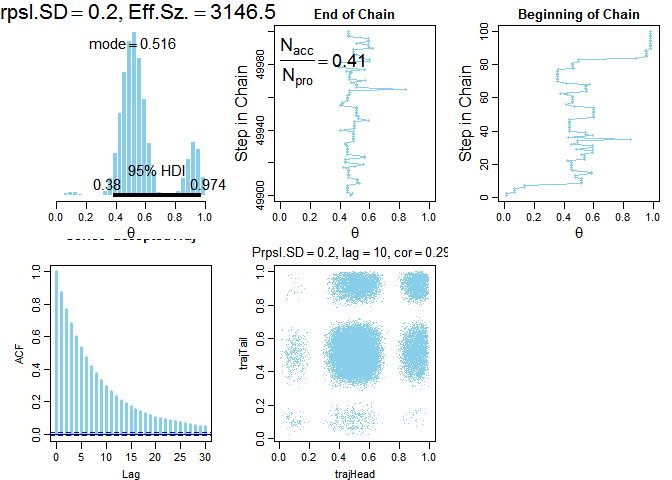 rpsl.SD = 0.2, Eff.Sz. = 3146.5
mode = 0.516
95% HDI
0.38
0.974
0.0 0.2 0.4 0.6 0.8 1.0
θ
End of Chain
Nacc
Npro
= 0.41
Step in Chain
49900 49940 49980
0.0 0.2 0.4 0.6 0.8 1.0
θ
Beginning of Chain
Step in Chain
0 20 40 60 80 100
0.0 0.2 0.4 0.6 0.8 1.0
θ
ACF
0.0 0.2 0.4 0.6 0.8 1.0
0 5 10 15 20 25 30
Lag
Prpsl.SD = 0.2, lag = 10, cor = 0.29
trajTail
0.0 0.2 0.4 0.6 0.8 1.0
0.0 0.2 0.4 0.6 0.8 1.0
trajHead